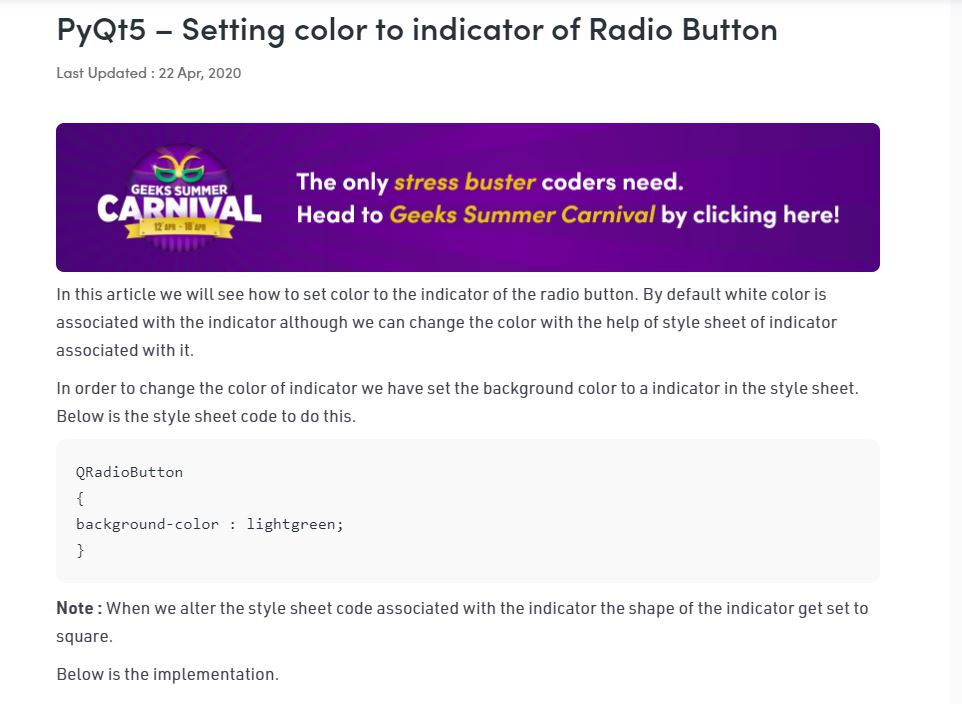 PyQt5 – Setting color to indicator of Radio Button
Last Updated : 22 Apr, 2020
GEEKS SUMMER
CARNIVAL
12 APR - 18 APR
The only stress buster coders need.
Head to Geeks Summer Carnival by clicking here!
In this article we will see how to set color to the indicator of the radio button. By default white color is
associated with the indicator although we can change the color with the help of style sheet of indicator
associated with it.
In order to change the color of indicator we have set the background color to a indicator in the style sheet.
Below is the style sheet code to do this.
QRadioButton
{
background-color : lightgreen;
}
Note : When we alter the style sheet code associated with the indicator the shape of the indicator get set to
square.
Below is the implementation.